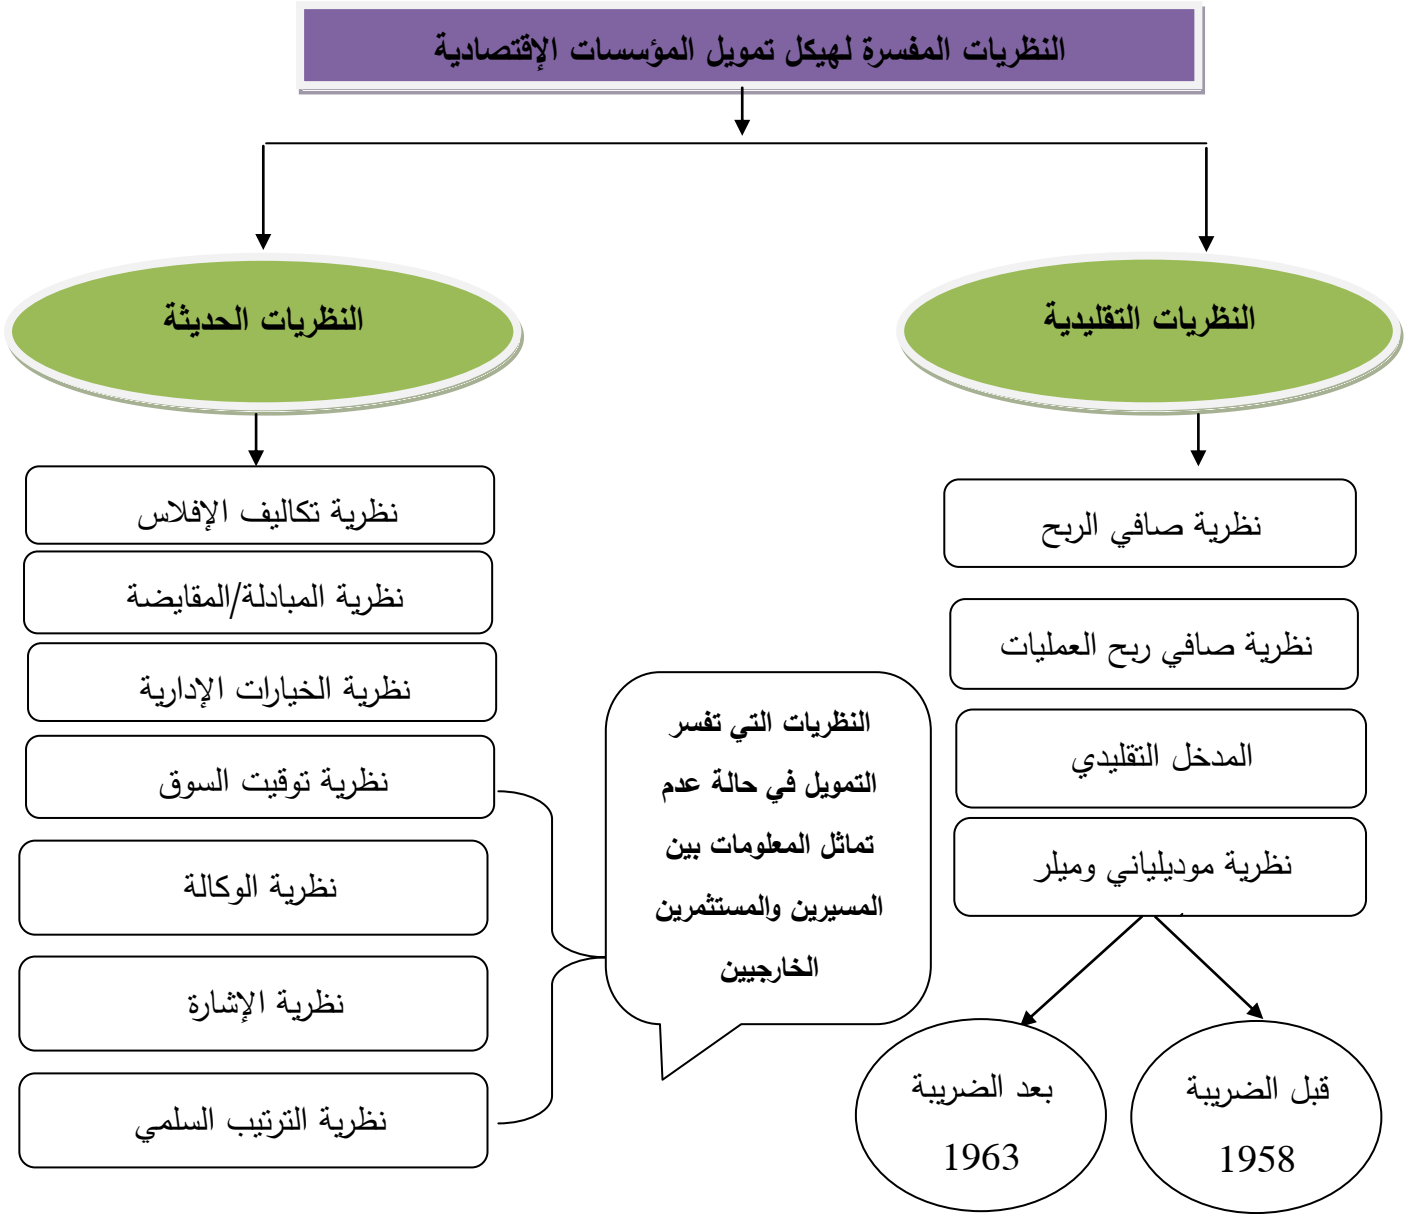 النظريات المفسرة لهيكل تمويل المؤسسات الإقتصادية
النظريات التقليدية
نظرية صافي الربح
نظرية صافي ربح العمليات
المدخل التقليدي
نظرية موديلياني وميلر
قبل الضريبة
1958
بعد الضريبة
1963
النظريات الحديثة
نظرية تكاليف الإفلاس
نظرية المبادلة/المقايضة
نظرية الخيارات الإدارية
نظرية توقيت السوق
نظرية الوكالة
نظرية الإشارة
نظرية الترتيب السلمي
النظريات التي تفسر
التمويل في حالة عدم
تماثل المعلومات بين
المسيرين والمستثمرين
الخارجيين